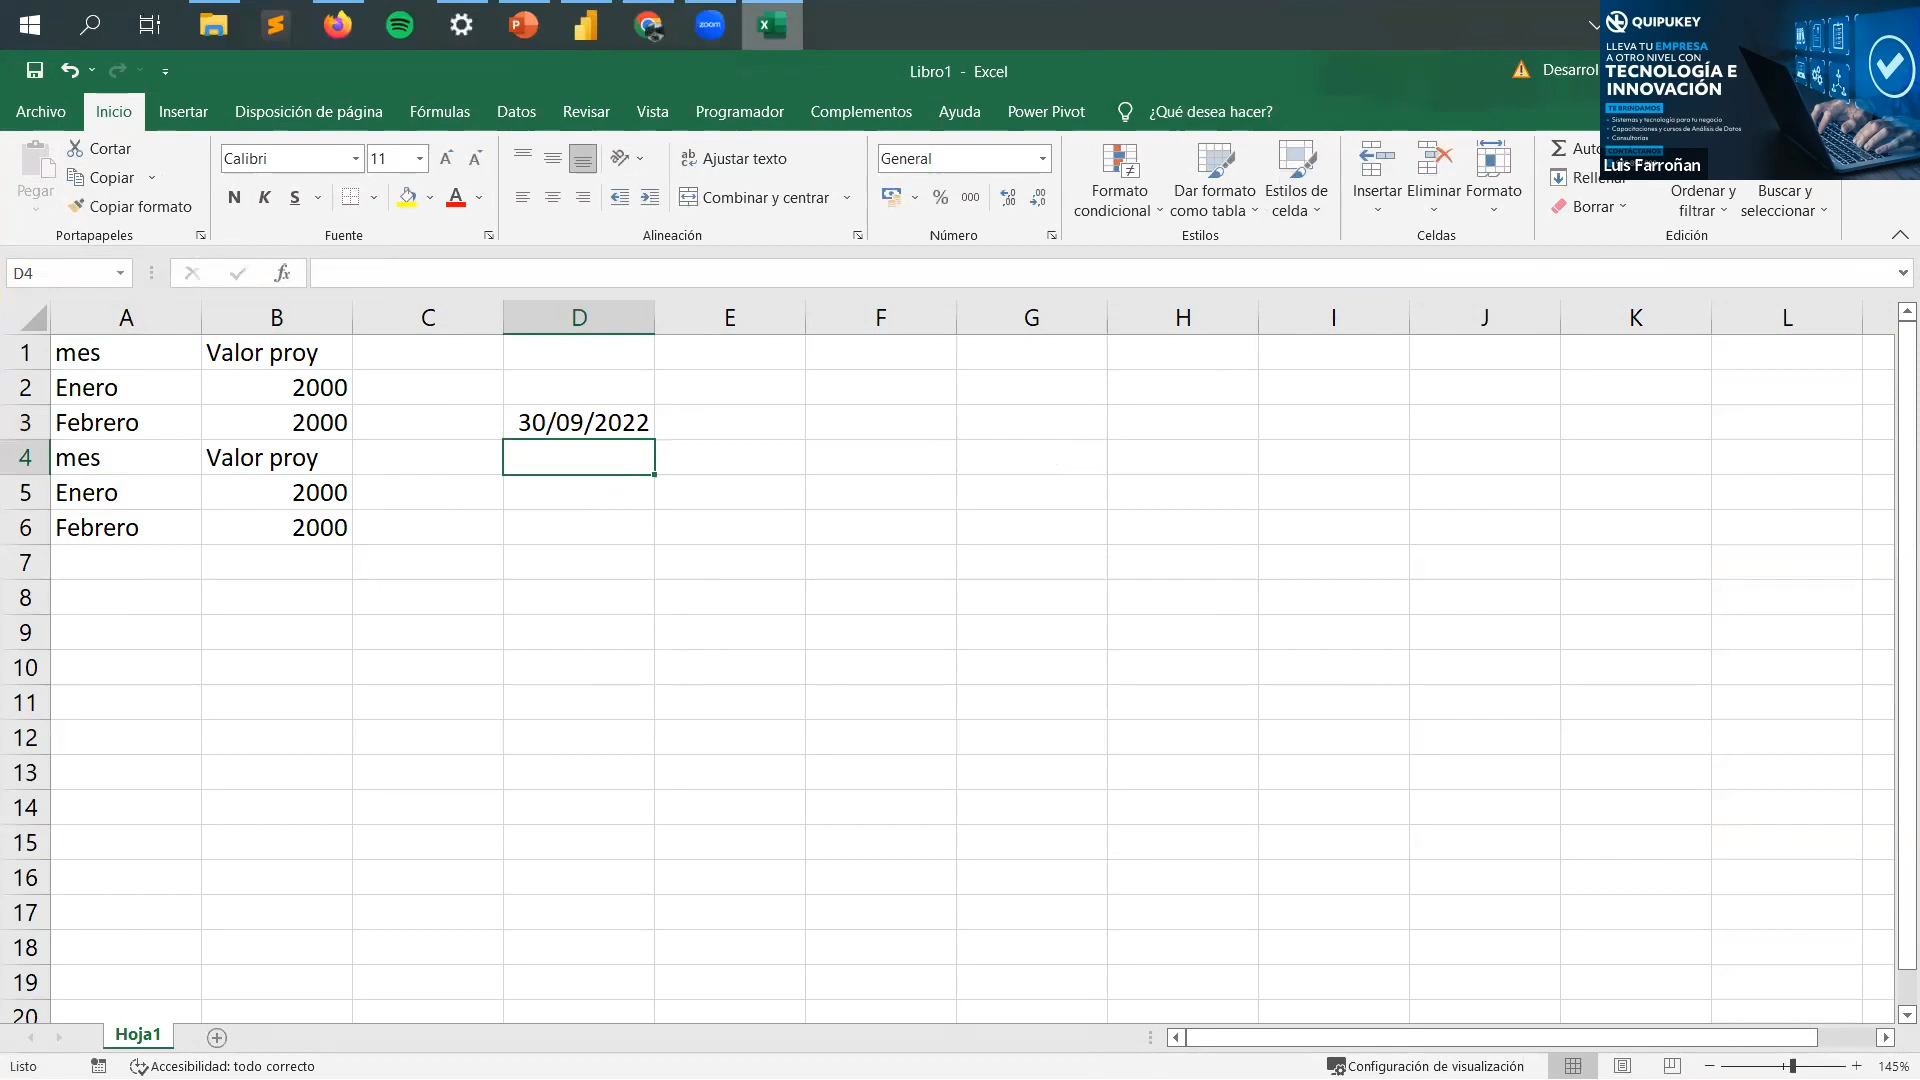 zoom
Libro1 - Excel
Desarrol
QUIPUKEY
LLEVA TU EMPRESA
A OTRO NIVEL CON
TECNOLOGÍA E
INNOVACIÓN
TE BRINDAMOS
Sistemas y tecnología para tu negocio
Capacitaciones y cursos de Análisis de Datos
Consultorías
CONTÁCTANOS
Luis Farroñan
Archivo Inicio Insertar Disposición de página Fórmulas Datos Revisar Vista Programador Complementos Ayuda Power Pivot ¿Qué desea hacer?
Pegar
Cortar
Copiar
Copiar formato
Portapapeles
Calibri 11
N K S
Fuente
Ajustar texto
Combinar y centrar
Alineación
General
% 000
Número
Formato condicional
Dar formato como tabla
Estilos de celda
Estilos
Insertar Eliminar Formato
Celdas
Σ Auto
Rellenar
Borrar
Ordenar y filtrar
Buscar y seleccionar
Edición
D4 fx
A B C D E F G H I J K L
1 mes Valor proy
2 Enero 2000
3 Febrero 2000 30/09/2022
4 mes Valor proy
5 Enero 2000
6 Febrero 2000
7
8
9
10
11
12
13
14
15
16
17
18
19
20
Hoja1
Listo Accesibilidad: todo correcto Configuración de visualización 145%